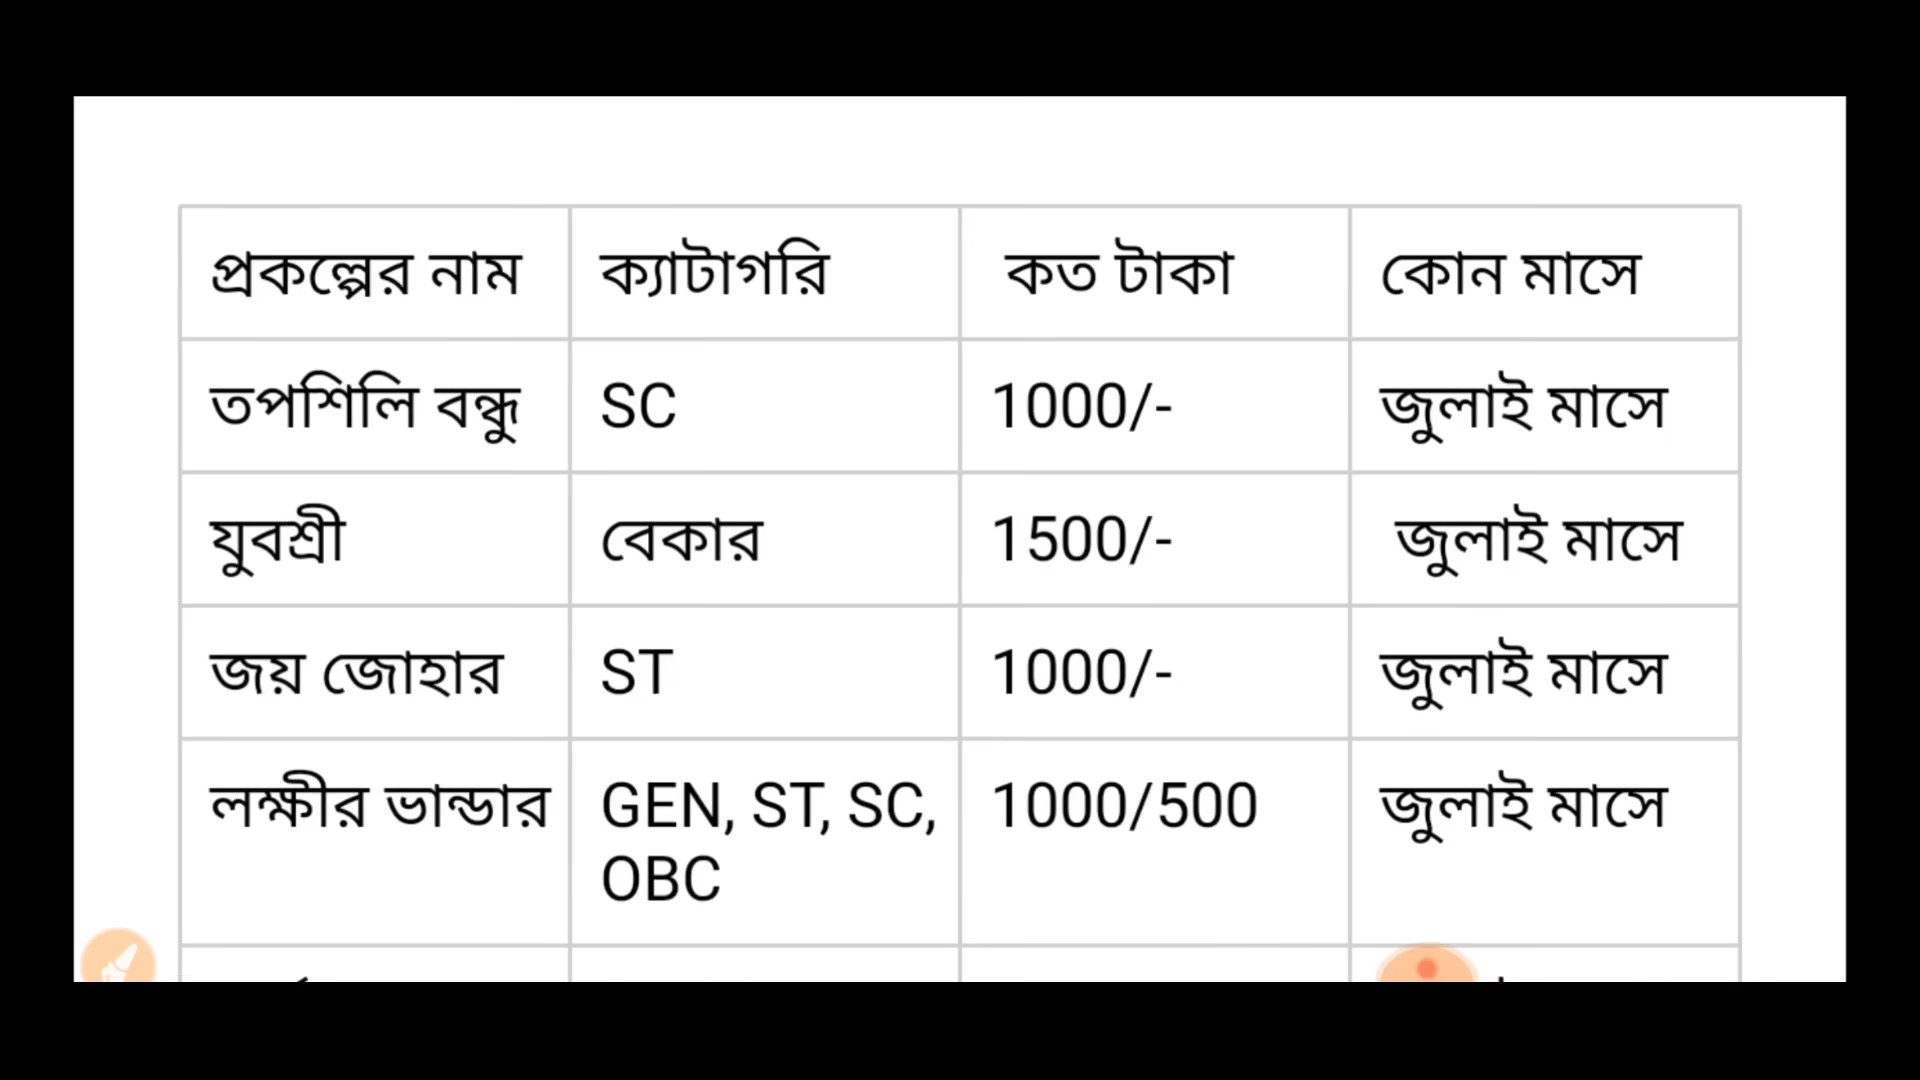 প্রকল্পের নাম ক্যাটাগরি কত টাকা কোন মাসে
তপশিলি বন্ধু SC 1000/- জুলাই মাসে
যুবশ্রী বেকার 1500/- জুলাই মাসে
জয় জোহার ST 1000/- জুলাই মাসে
লক্ষীর ভান্ডার GEN, ST, SC, 1000/500 জুলাই মাসে
OBC